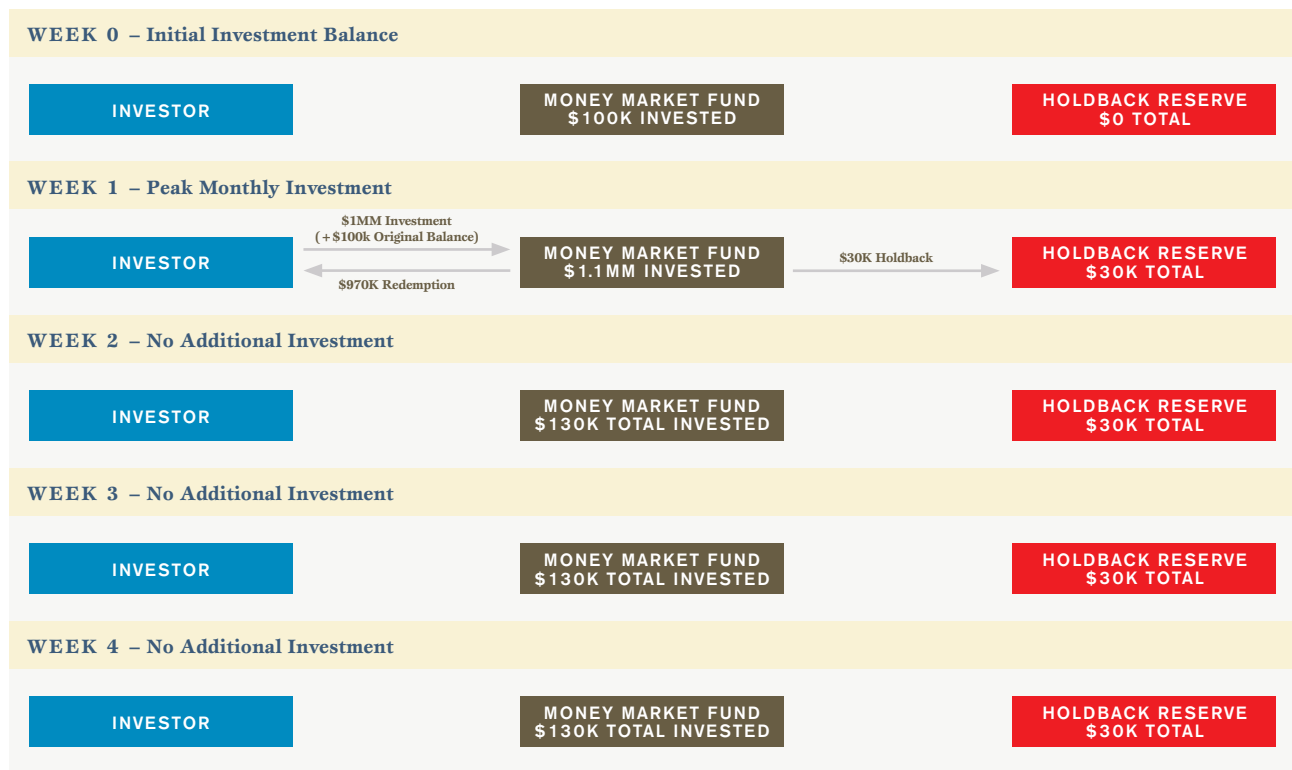 WEEK 0 – Initial Investment Balance
INVESTOR
MONEY MARKET FUND
$100K INVESTED
HOLDBACK RESERVE
$0 TOTAL
WEEK 1 – Peak Monthly Investment
INVESTOR
$1MM Investment
(+$100k Original Balance)
$970K Redemption
MONEY MARKET FUND
$1.1MM INVESTED
$30K Holdback
HOLDBACK RESERVE
$30K TOTAL
WEEK 2 – No Additional Investment
INVESTOR
MONEY MARKET FUND
$130K TOTAL INVESTED
HOLDBACK RESERVE
$30K TOTAL
WEEK 3 – No Additional Investment
INVESTOR
MONEY MARKET FUND
$130K TOTAL INVESTED
HOLDBACK RESERVE
$30K TOTAL
WEEK 4 – No Additional Investment
INVESTOR
MONEY MARKET FUND
$130K TOTAL INVESTED
HOLDBACK RESERVE
$30K TOTAL